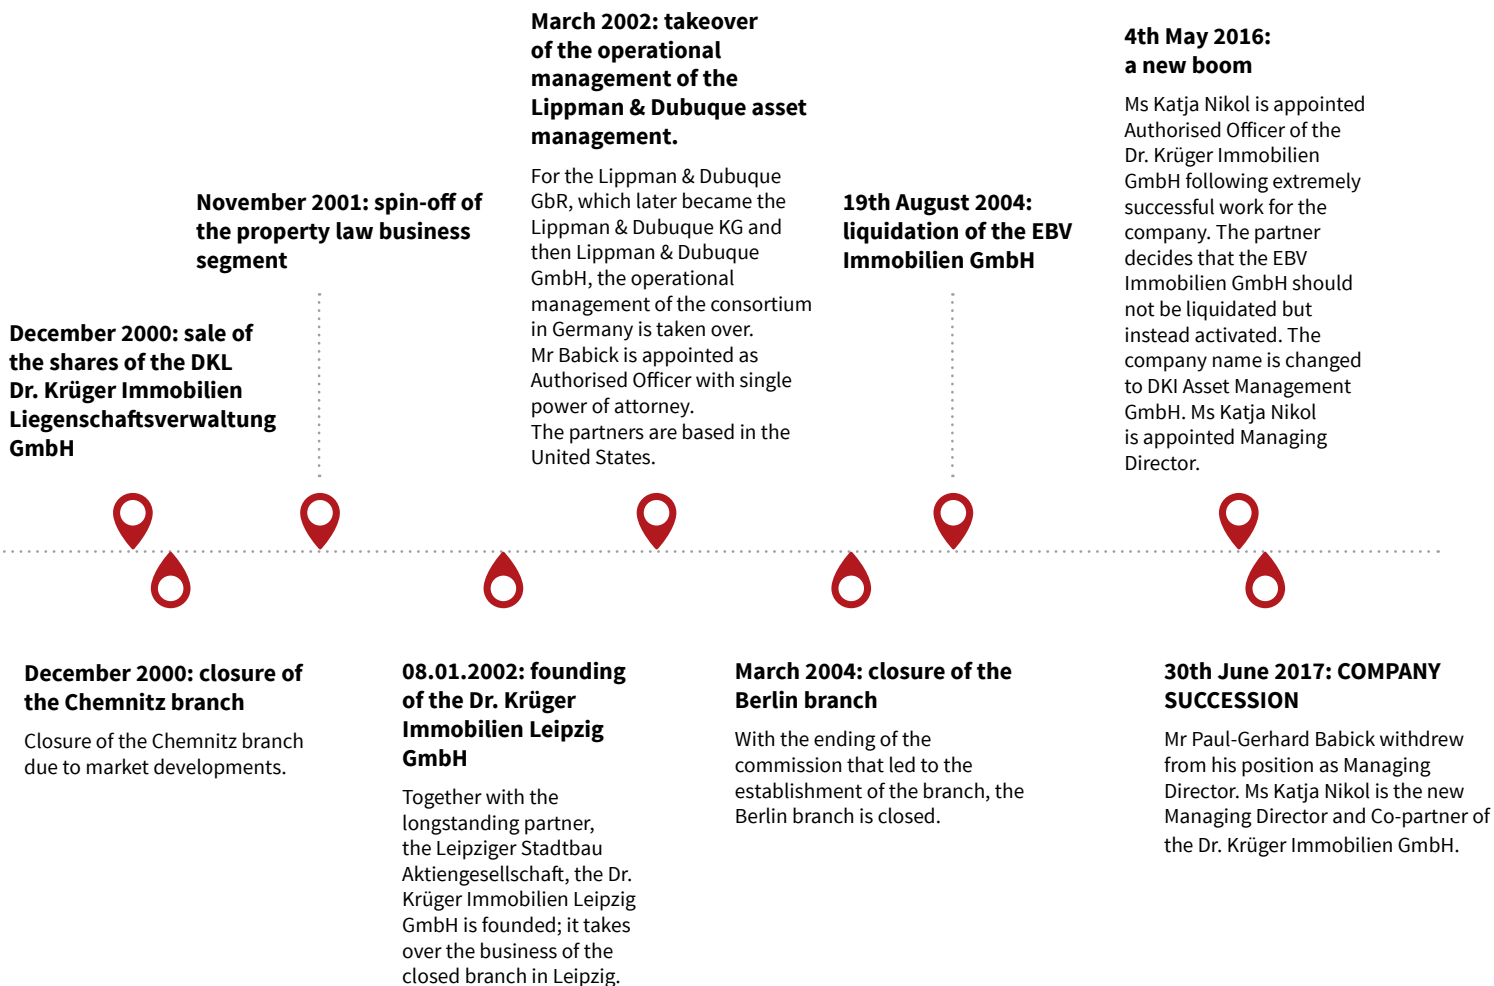 December 2000: sale of
the shares of the DKL
Dr. Krüger Immobilien
Liegenschaftsverwaltung
GmbH
November 2001: spin-off of
the property law business
segment
March 2002: takeover
of the operational
management of the
Lippman & Dubuque asset
management.
For the Lippman & Dubuque
GbR, which later became the
Lippman & Dubuque KG and
then Lippman & Dubuque
GmbH, the operational
management of the consortium
in Germany is taken over.
Mr Babick is appointed as
Authorised Officer with single
power of attorney.
The partners are based in the
United States.
19th August 2004:
liquidation of the EBV
Immobilien GmbH
4th May 2016:
a new boom
Ms Katja Nikol is appointed
Authorised Officer of the
Dr. Krüger Immobilien
GmbH following extremely
successful work for the
company. The partner
decides that the EBV
Immobilien GmbH should
not be liquidated but
instead activated. The
company name is changed
to DKI Asset Management
GmbH. Ms Katja Nikol
is appointed Managing
Director.
December 2000: closure of
the Chemnitz branch
Closure of the Chemnitz branch
due to market developments.
08.01.2002: founding
of the Dr. Krüger
Immobilien Leipzig
GmbH
Together with the
longstanding partner,
the Leipziger Stadtbau
Aktiengesellschaft, the Dr.
Krüger Immobilien Leipzig
GmbH is founded; it takes
over the business of the
closed branch in Leipzig.
March 2004: closure of the
Berlin branch
With the ending of the
commission that led to the
establishment of the branch, the
Berlin branch is closed.
30th June 2017: COMPANY
SUCCESSION
Mr Paul-Gerhard Babick withdrew
from his position as Managing
Director. Ms Katja Nikol is the new
Managing Director and Co-partner of
the Dr. Krüger Immobilien GmbH.